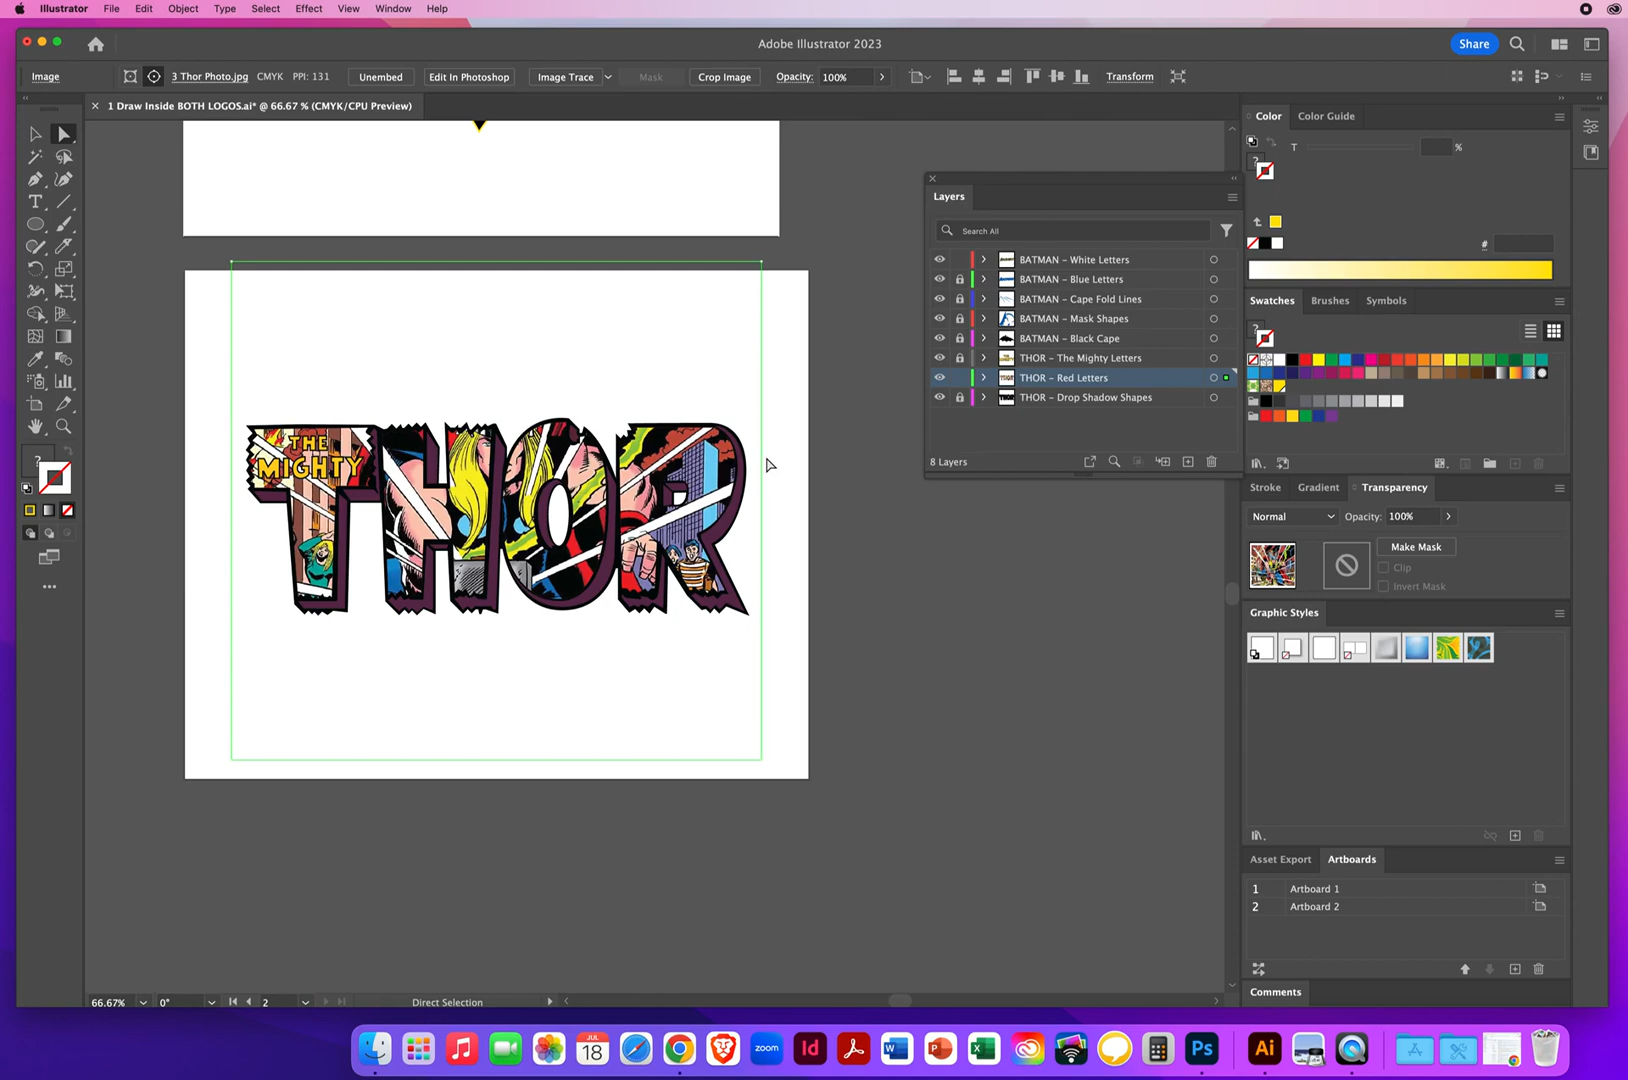 Illustrator File Edit Object Type Select Effect View Window Help
Adobe Illustrator 2023
Share
Image 3 Thor Photo.jpg CMYK PPI: 131 Unembed Edit In Photoshop Image Trace Mask Crop Image Opacity: 100% Transform
1 Draw Inside BOTH LOGOS.ai* @ 66.67 % (CMYK/CPU Preview)
Color Color Guide
T %
#
Layers
Search All
BATMAN - White Letters
BATMAN - Blue Letters
BATMAN - Cape Fold Lines
BATMAN - Mask Shapes
BATMAN - Black Cape
THOR - The Mighty Letters
THOR - Red Letters
THOR - Drop Shadow Shapes
8 Layers
Swatches Brushes Symbols
Stroke Gradient Transparency
Normal Opacity: 100%
Make Mask
Clip
Invert Mask
Graphic Styles
Asset Export Artboards
1 Artboard 1
2 Artboard 2
Comments
THE
MIGHTY
THOR
66.67% 0° 2 Direct Selection
JUL
18
zoom
Id
W
P
X
Ps
Ai